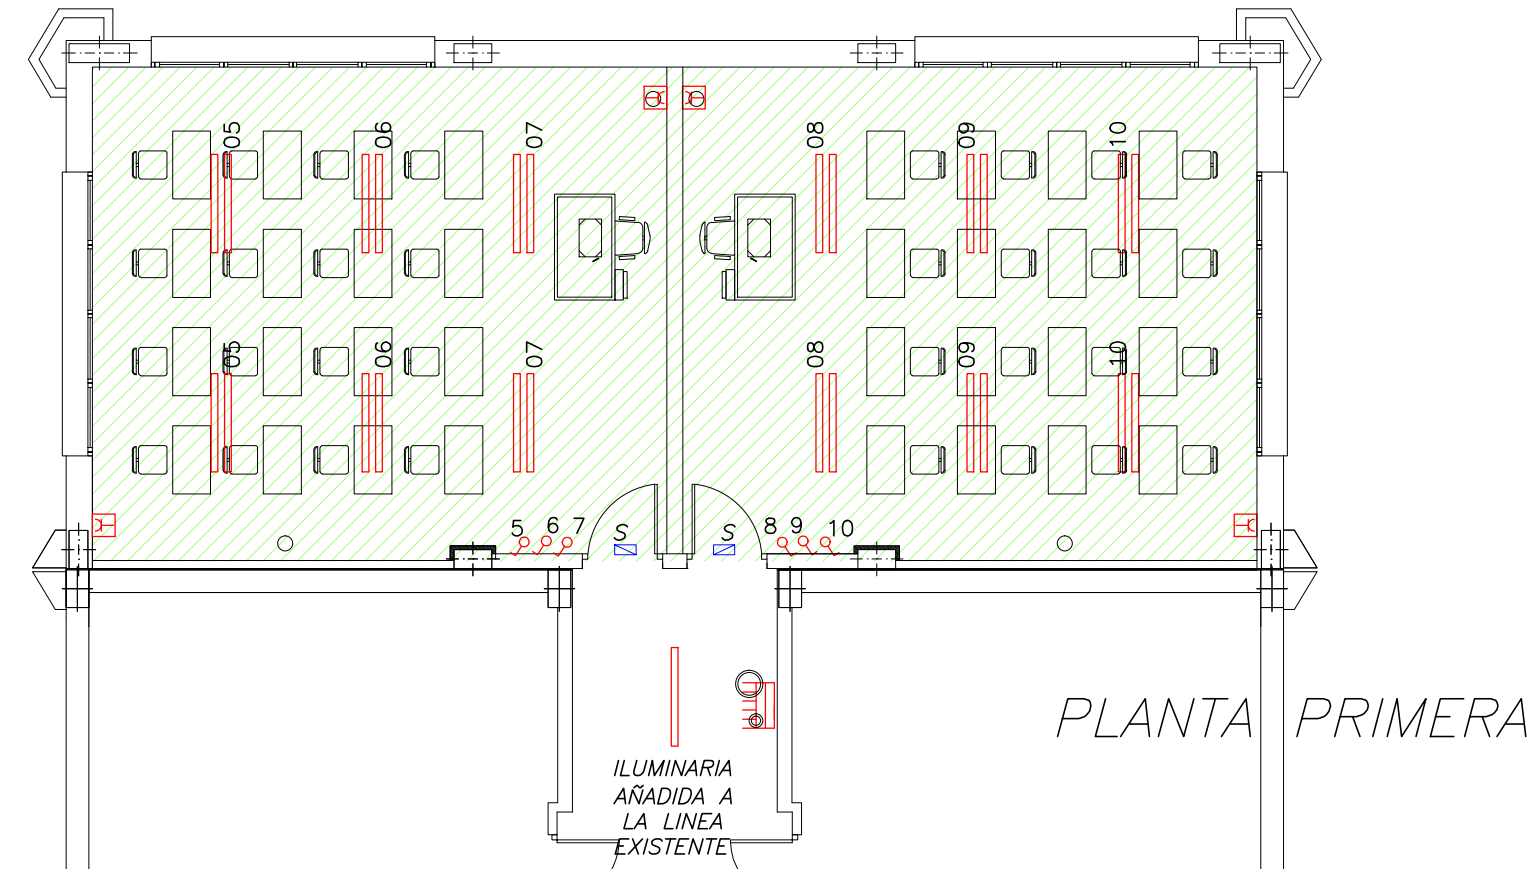 05 06 07 08 09 10
05 06 07 08 09 10
5 6 7 S S 8 9 10
PLANTA PRIMERA
ILUMINARIA
AÑADIDA A
LA LINEA
EXISTENTE